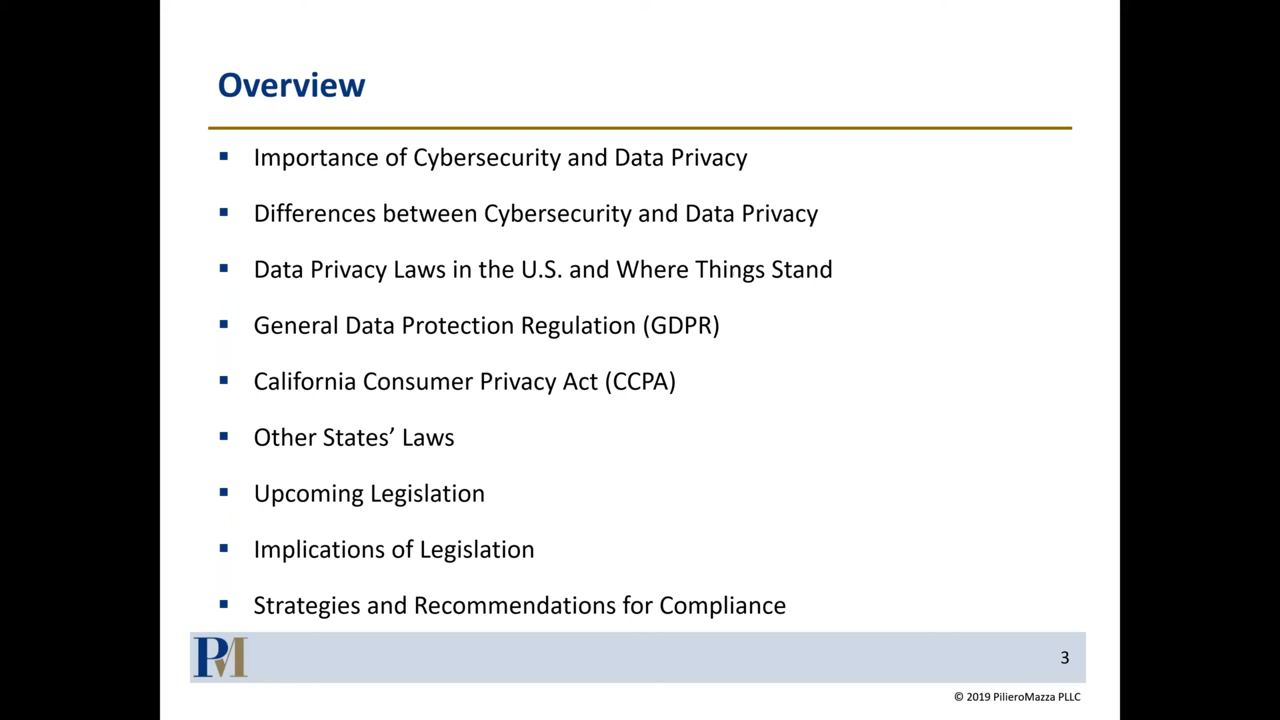 Overview
Importance of Cybersecurity and Data Privacy
Differences between Cybersecurity and Data Privacy
Data Privacy Laws in the U.S. and Where Things Stand
General Data Protection Regulation (GDPR)
California Consumer Privacy Act (CCPA)
Other States’ Laws
Upcoming Legislation
Implications of Legislation
Strategies and Recommendations for Compliance
PM
3
© 2019 PilieroMazza PLLC